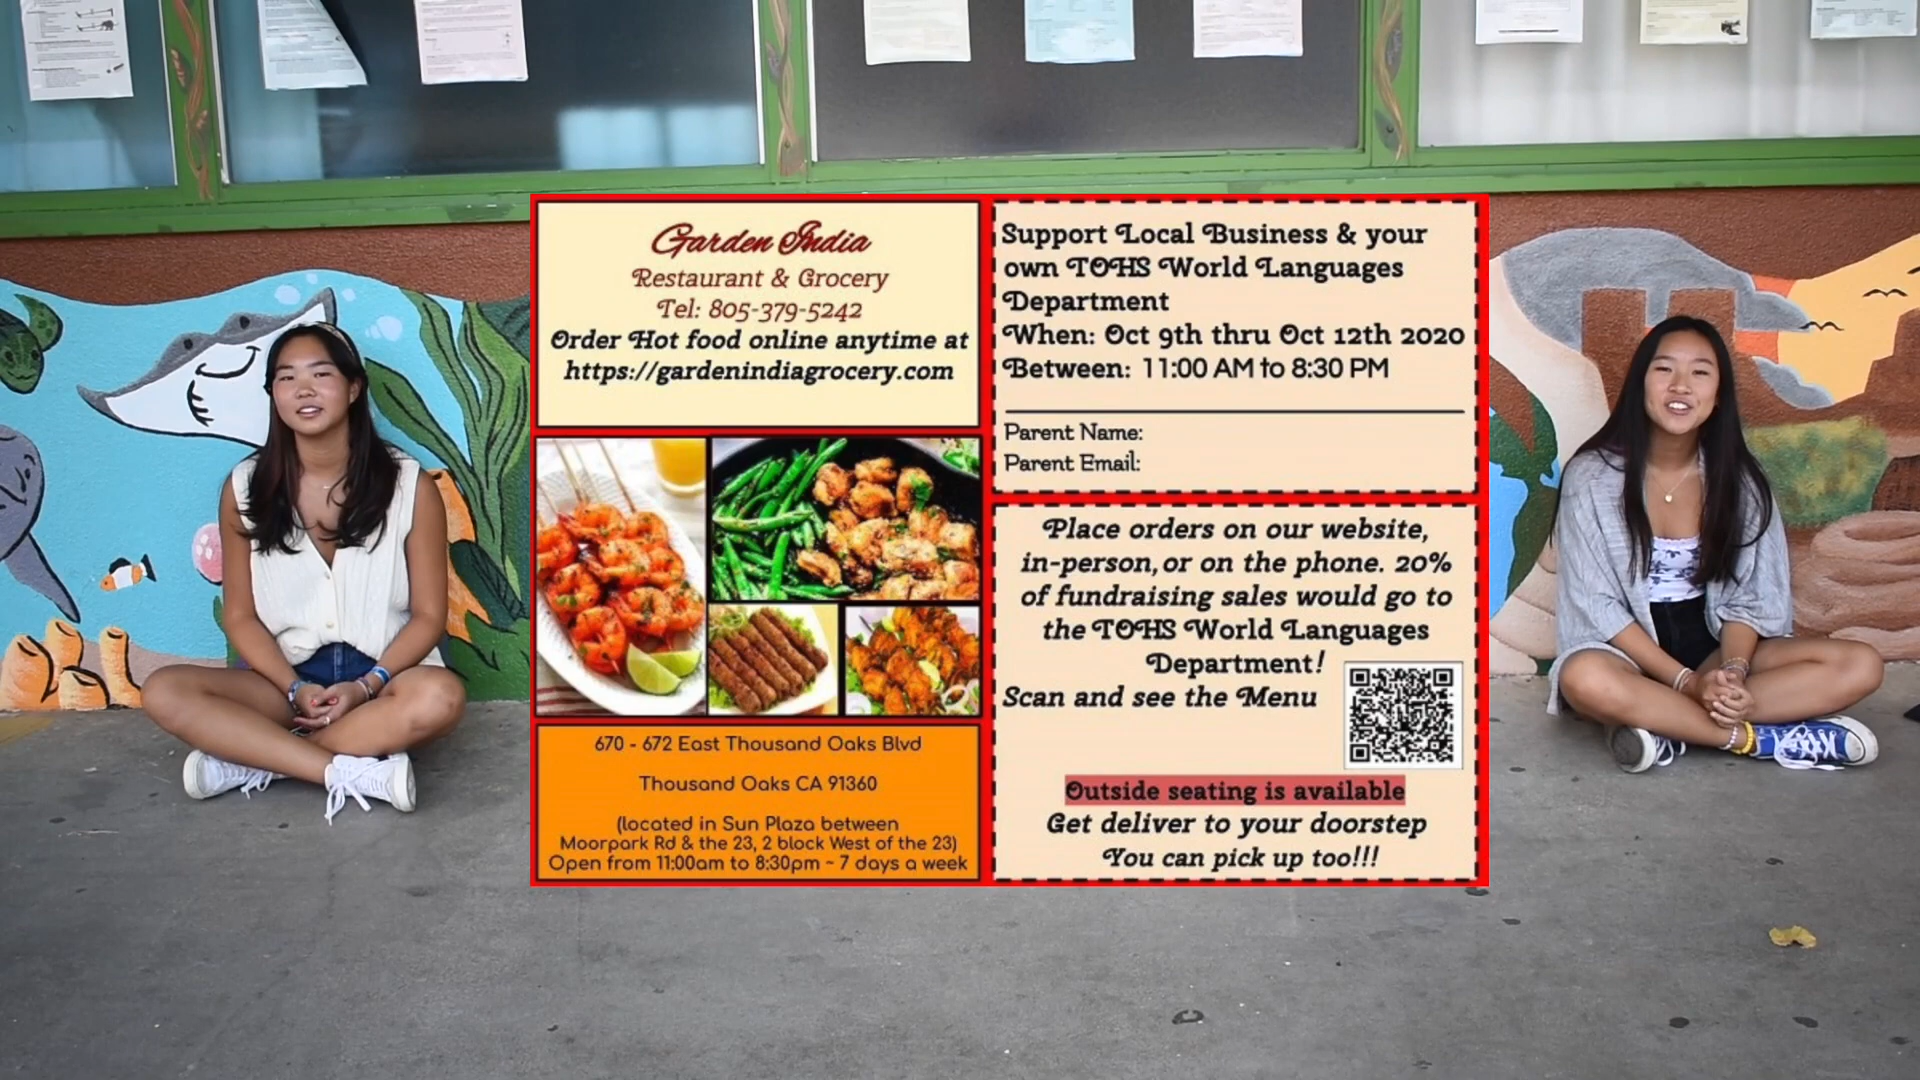 Garden India
Restaurant & Grocery
Tel: 805-379-5242
Order Hot food online anytime at
https://gardenindiagrocery.com
670 - 672 East Thousand Oaks Blvd
Thousand Oaks CA 91360
(located in Sun Plaza between
Moorpark Rd & the 23, 2 block West of the 23)
Open from 11:00am to 8:30pm ~ 7 days a week
Support Local Business & your
own TOHS World Languages
Department
When: Oct 9th thru Oct 12th 2020
Between: 11:00 AM to 8:30 PM
Parent Name:
Parent Email:
Place orders on our website,
in-person, or on the phone. 20%
of fundraising sales would go to
the TOHS World Languages
Department!
Scan and see the Menu
Outside seating is available
Get deliver to your doorstep
You can pick up too!!!